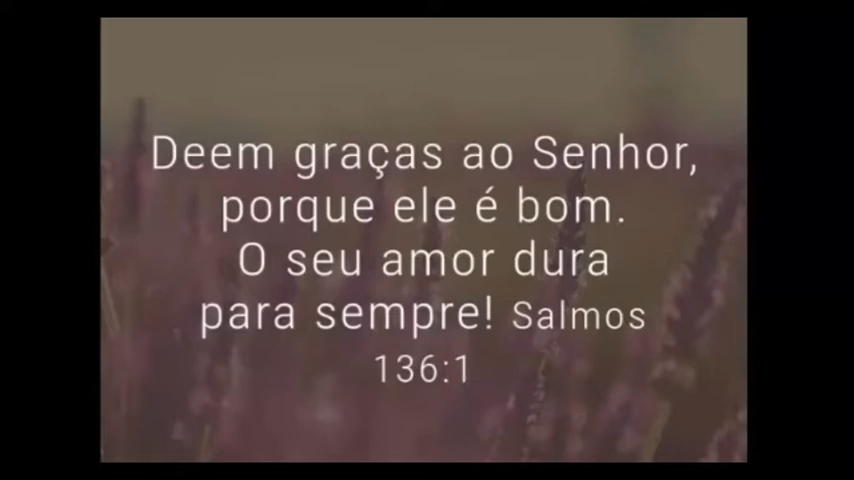 Deem graças ao Senhor,
porque ele é bom.
O seu amor dura
para sempre! Salmos
136:1